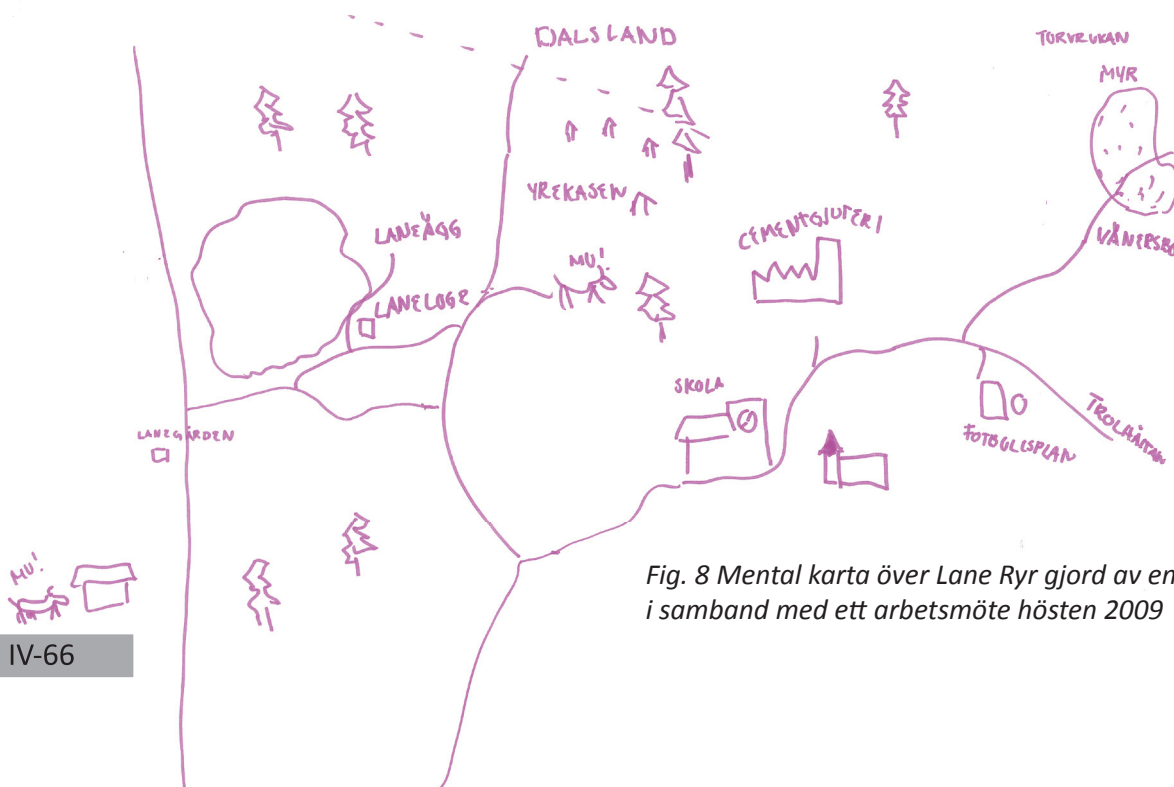 DALSLAND
TORVRUKAN
MYR
YREKASEN
LANEÄGG
CEMENTGJUTERI
VÄNERSBO
MU!
LANELOGE
SKOLA
LANEGÅRDEN
FOTBOLLSPLAN
MU!
Fig. 8 Mental karta över Lane Ryr gjord av en
i samband med ett arbetsmöte hösten 2009
IV-66